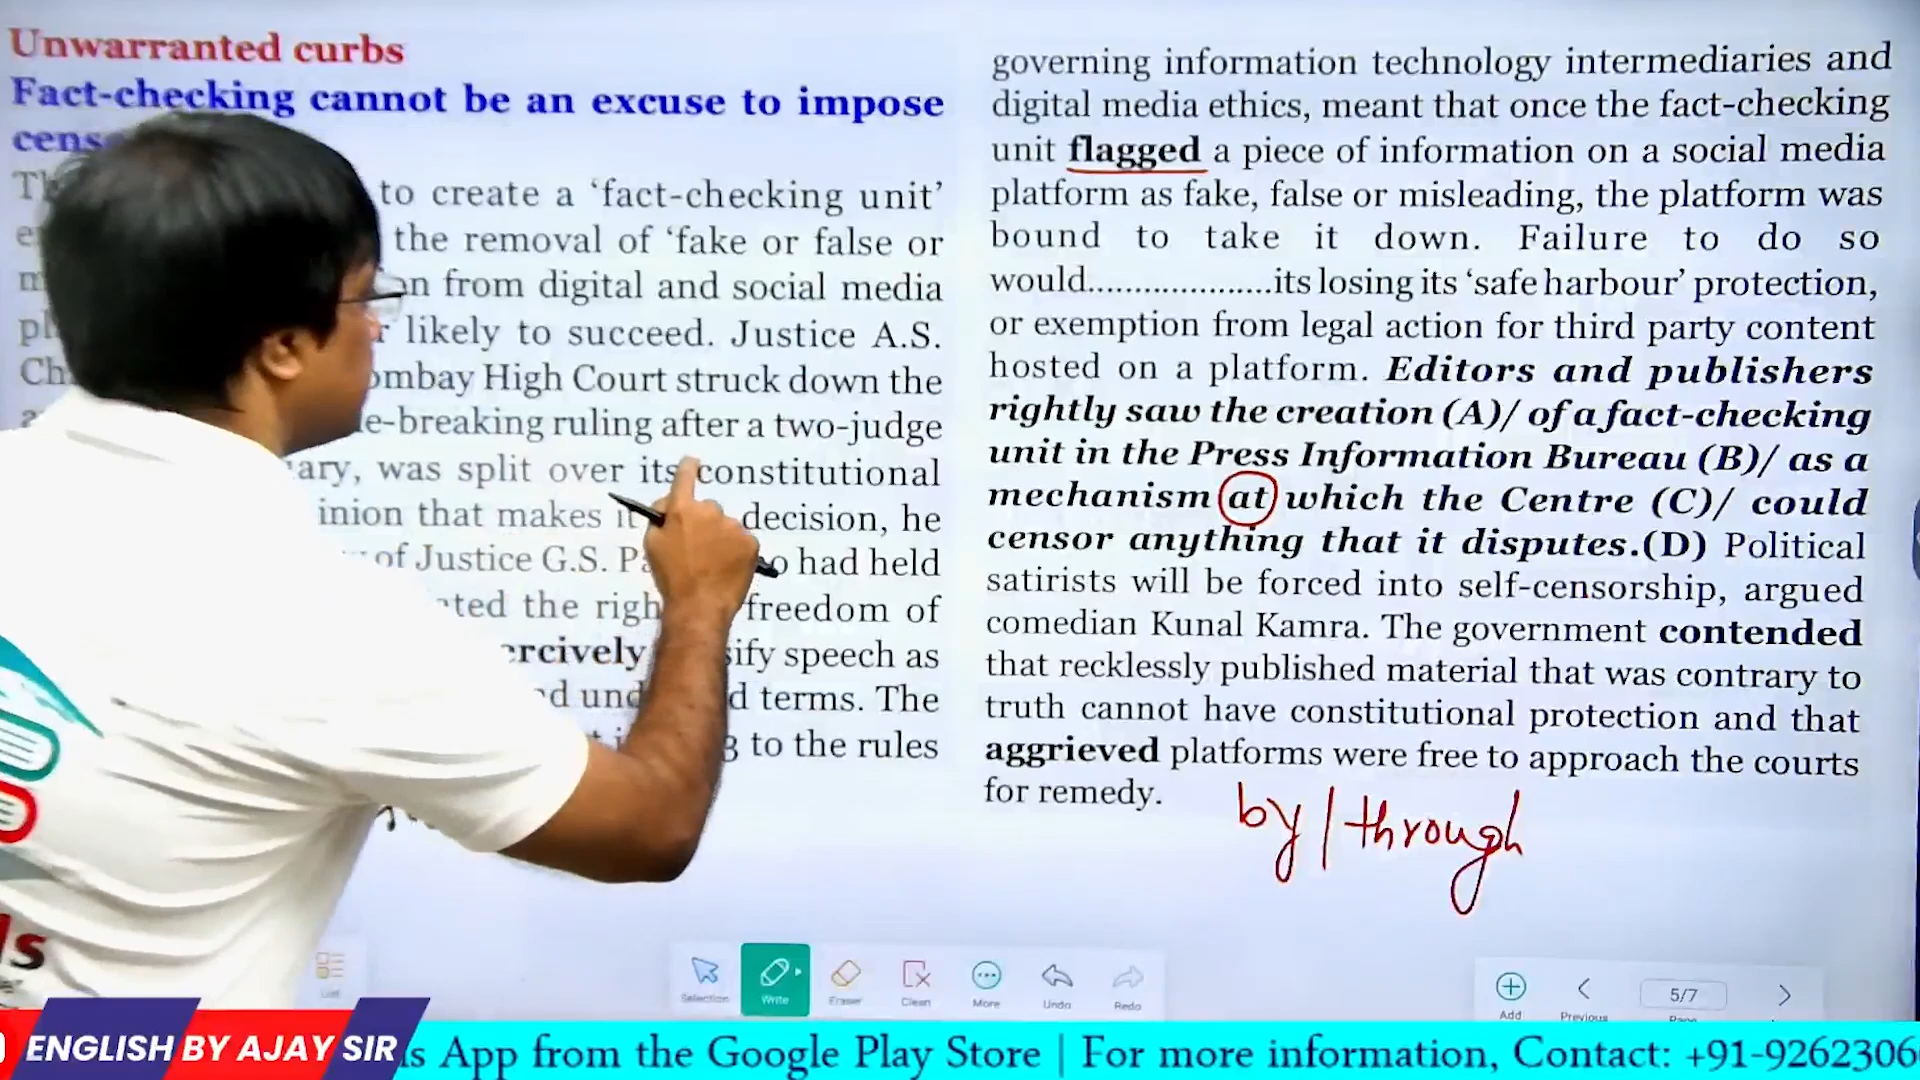 Unwarranted curbs
Fact-checking cannot be an excuse to impose
to create a ‘fact-checking unit’
the removal of ‘fake or false or
from digital and social media
likely to succeed. Justice A.S.
High Court struck down the
ruling after a two-judge
was split over its constitutional
that makes it decision, he
of Justice G.S. had held
the freedom of
speech as
terms. The
to the rules
governing information technology intermediaries and
digital media ethics, meant that once the fact-checking
unit flagged a piece of information on a social media
platform as fake, false or misleading, the platform was
bound to take it down. Failure to do so
would....................its losing its ‘safe harbour’ protection,
or exemption from legal action for third party content
hosted on a platform. Editors and publishers
rightly saw the creation (A)/ of a fact-checking
unit in the Press Information Bureau (B)/ as a
mechanism at which the Centre (C)/ could
censor anything that it disputes.(D) Political
satirists will be forced into self-censorship, argued
comedian Kunal Kamra. The government contended
that recklessly published material that was contrary to
truth cannot have constitutional protection and that
aggrieved platforms were free to approach the courts
for remedy.
by / through
Selection Write Eraser Clean More Undo Redo
Add Previous 5/7 Page
ENGLISH BY AJAY SIR
App from the Google Play Store | For more information, Contact: +91-9262306